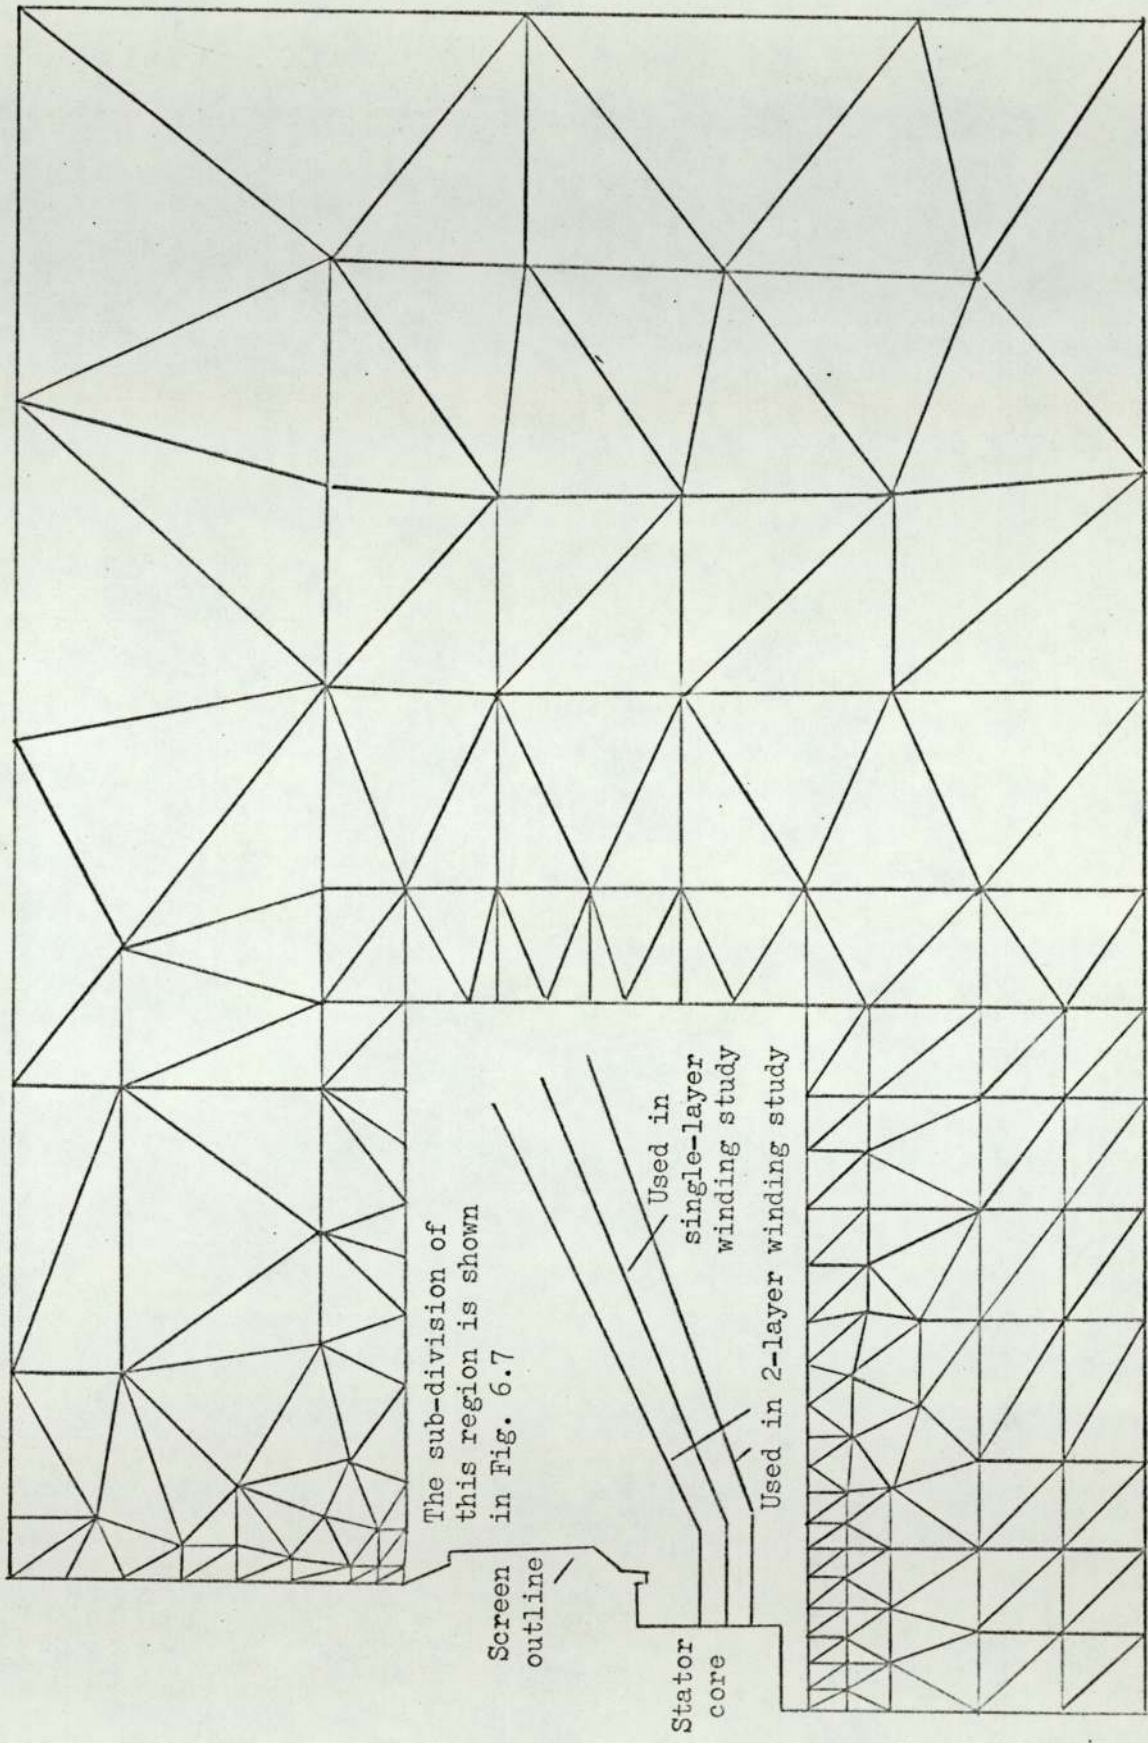 The sub-division of
this region is shown
in Fig. 6.7
Screen
outline
Used in
single-layer
winding study
Stator
core
Used in 2-layer winding study